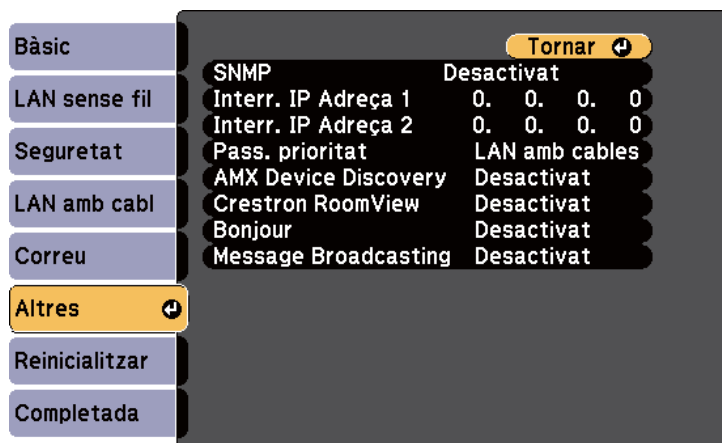 Bàsic
LAN sense fil
Seguretat
LAN amb cabl
Correu
Altres
Reinicialitzar
Completada
Tornar
SNMP Desactivat
Interr. IP Adreça 1 0. 0. 0. 0
Interr. IP Adreça 2 0. 0. 0. 0
Pass. prioritat LAN amb cables
AMX Device Discovery Desactivat
Crestron RoomView Desactivat
Bonjour Desactivat
Message Broadcasting Desactivat